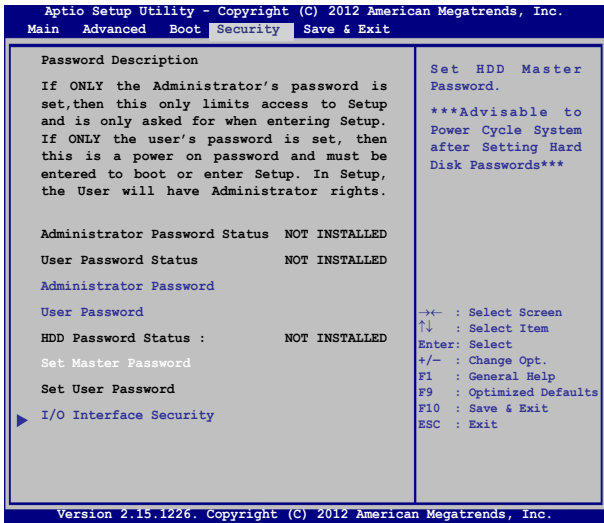 Aptio Setup Utility - Copyright (C) 2012 American Megatrends, Inc.
Main Advanced Boot Security Save & Exit
Password Description
If ONLY the Administrator's password is
set,then this only limits access to Setup
and is only asked for when entering Setup.
If ONLY the user's password is set, then
this is a power on password and must be
entered to boot or enter Setup. In Setup,
the User will have Administrator rights.
Administrator Password Status NOT INSTALLED
User Password Status NOT INSTALLED
Administrator Password
User Password
HDD Password Status : NOT INSTALLED
Set Master Password
Set User Password
I/O Interface Security
Set HDD Master
Password.
***Advisable to
Power Cycle System
after Setting Hard
Disk Passwords***
→← : Select Screen
↑↓ : Select Item
Enter: Select
+/− : Change Opt.
F1 : General Help
F9 : Optimized Defaults
F10 : Save & Exit
ESC : Exit
Version 2.15.1226. Copyright (C) 2012 American Megatrends, Inc.